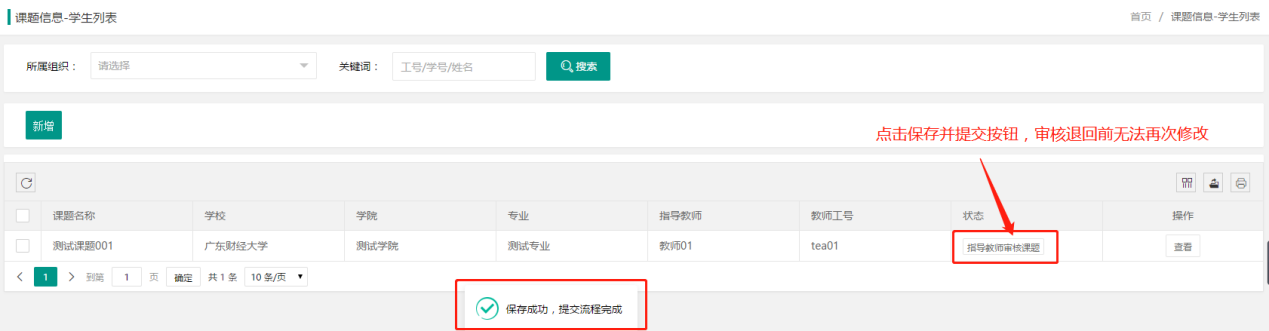 课题信息-学生列表
首页 / 课题信息-学生列表
所属组织： 请选择 关键词： 工号/学号/姓名 搜索
新增
点击保存并提交按钮，审核退回前无法再次修改
课题名称 学校 学院 专业 指导教师 教师工号 状态 操作
测试课题001 广东财经大学 测试学院 测试专业 教师01 tea01 指导教师审核课题 查看
1 到第 1 页 确定 共 1 条 10 条/页
保存成功，提交流程完成